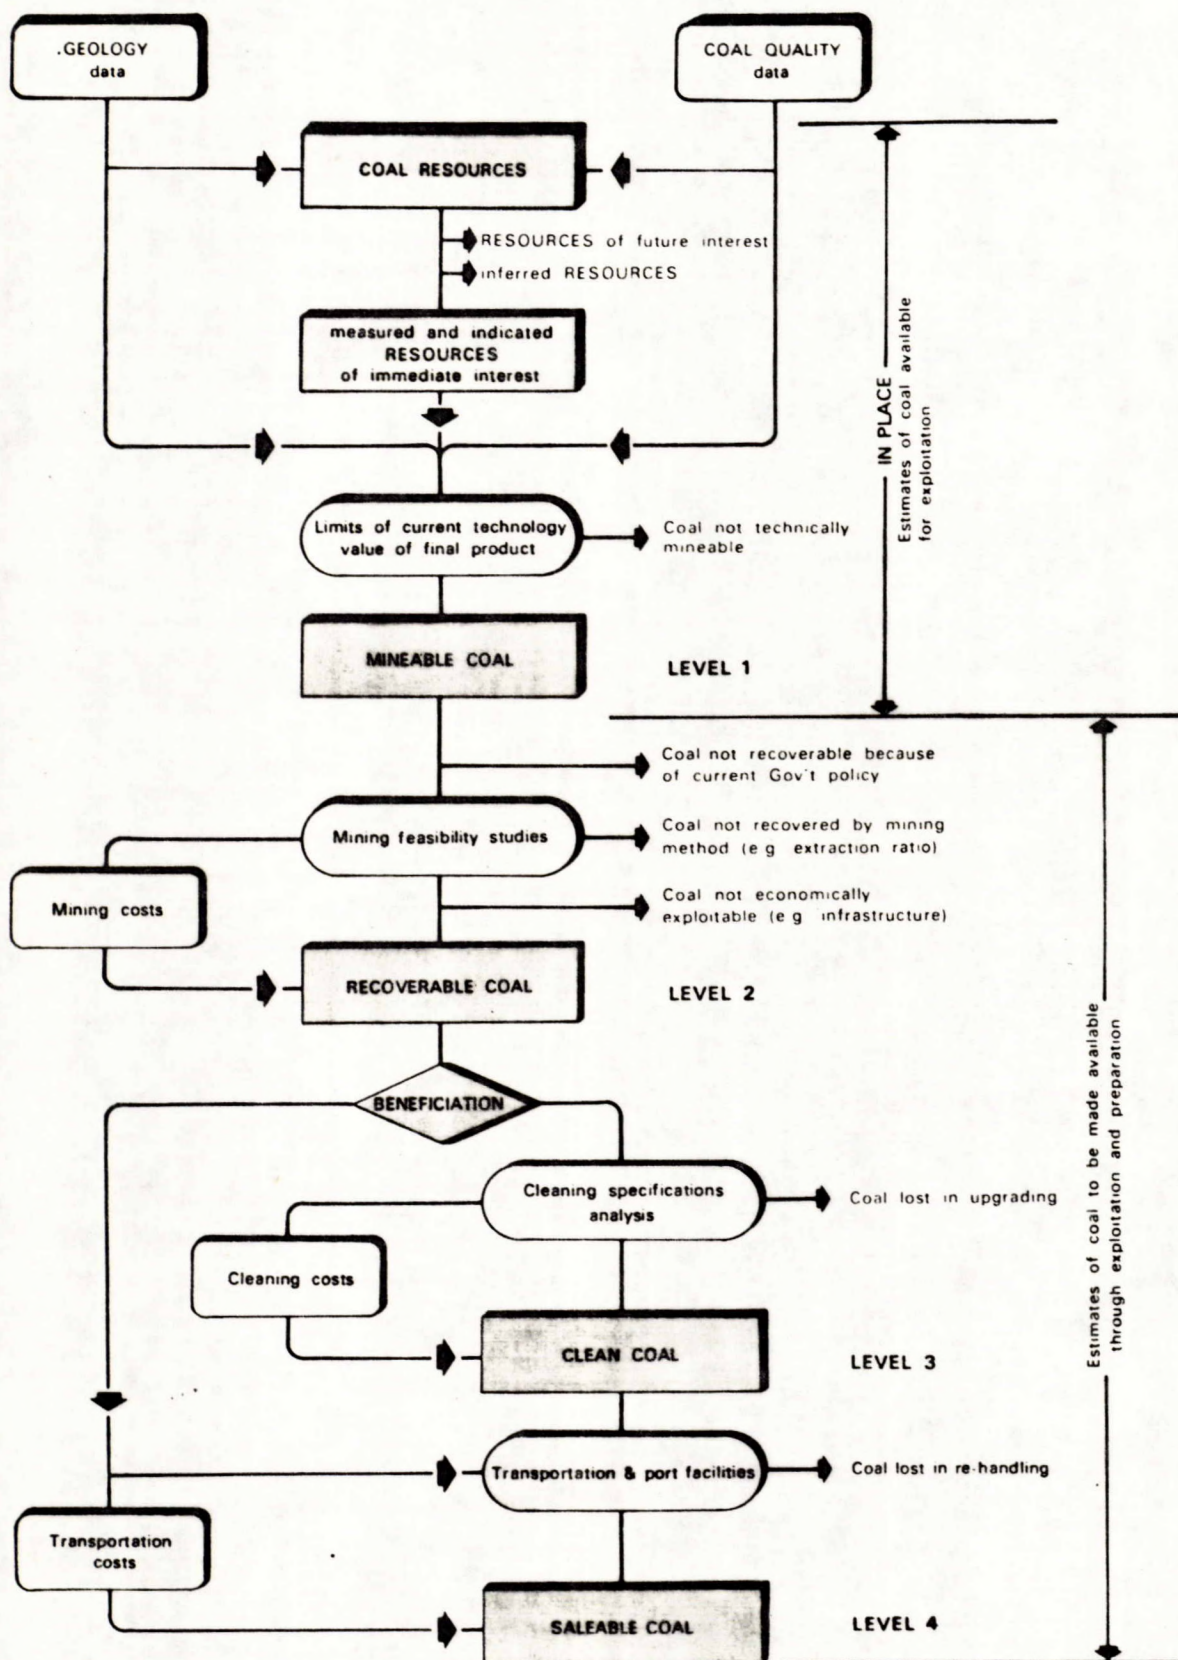 .GEOLOGY
data
COAL QUALITY
data
COAL RESOURCES
RESOURCES of future interest
inferred RESOURCES
measured and indicated
RESOURCES
of immediate interest
IN PLACE
Estimates of coal available
for exploitation
Limits of current technology
value of final product
Coal not technically
mineable
MINEABLE COAL
LEVEL 1
Coal not recoverable because
of current Gov't policy
Mining feasibility studies
Coal not recovered by mining
method (e g extraction ratio)
Mining costs
Coal not economically
exploitable (e g infrastructure)
RECOVERABLE COAL
LEVEL 2
Estimates of coal to be made available
through exploitation and preparation
BENEFICIATION
Cleaning specifications
analysis
Coal lost in upgrading
Cleaning costs
CLEAN COAL
LEVEL 3
Transportation & port facilities
Coal lost in re-handling
Transportation
costs
SALEABLE COAL
LEVEL 4